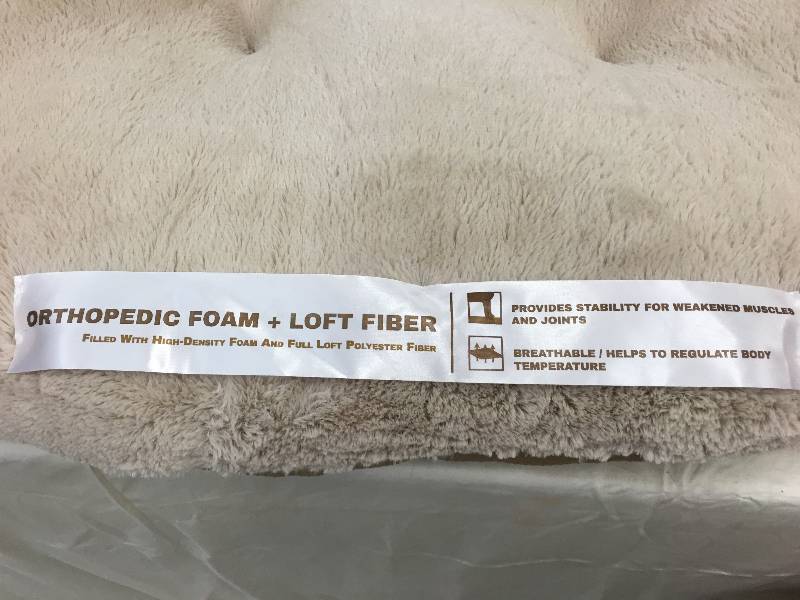 ORTHOPEDIC FOAM + LOFT FIBER
FILLED WITH HIGH-DENSITY FOAM AND FULL LOFT POLYESTER FIBER
PROVIDES STABILITY FOR WEAKENED MUSCLES
AND JOINTS
BREATHABLE / HELPS TO REGULATE BODY
TEMPERATURE